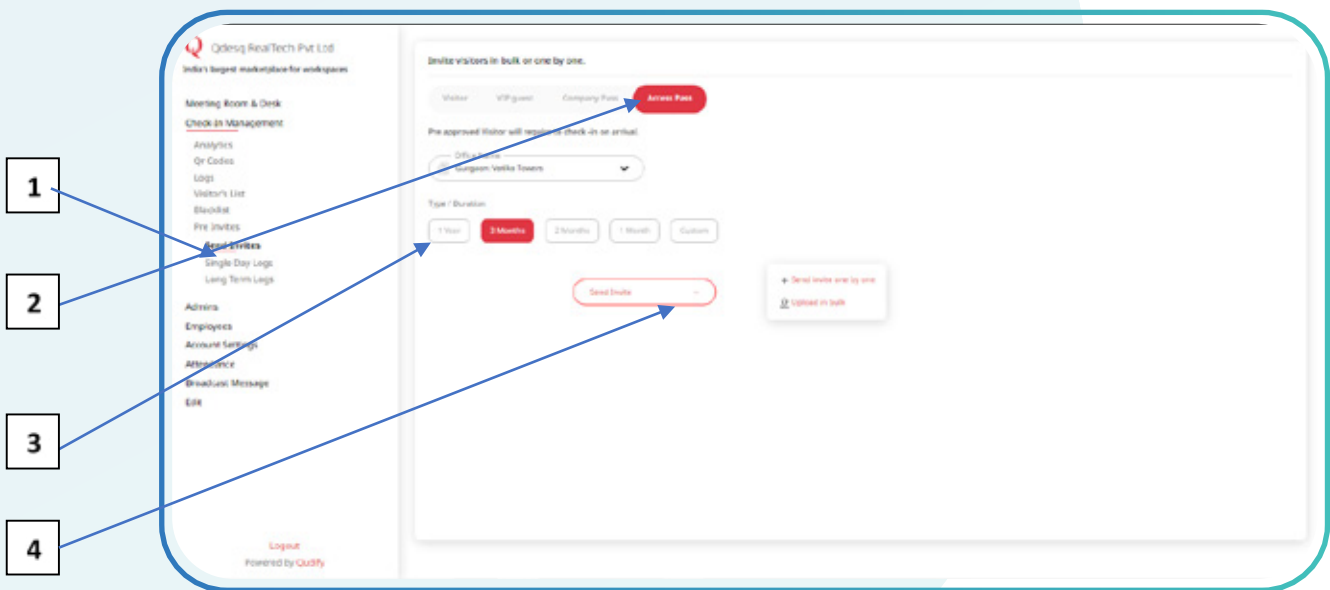 Qdesq RealTech Pvt Ltd
India's largest marketplace for workspaces
Meeting Room & Desk
Check-In Management
Analytics
Qr Codes
Logs
Visitor's List
Blacklist
Pre Invites
Send Invites
Single Day Logs
Long Term Logs
Admins
Employees
Account Settings
Attendance
Broadcast Message
Edit
Logout
Powered By Qudify
Invite visitors in bulk or one by one.
Visitor VIP guest Company Pass Access Pass
Pre approved Visitor will require to check -in on arrival.
Office Name
Gurgaon: Vatika Towers
Type / Duration
1 Year 3 Months 2 Months 1 Month Custom
Send Invite
+ Send invite one by one
Upload in bulk
1
2
3
4